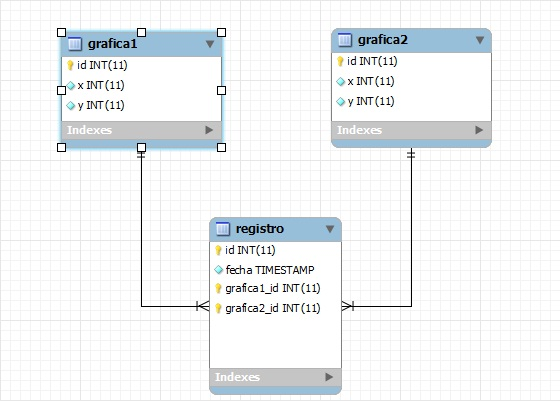 grafica1
id INT(11)
x INT(11)
y INT(11)
Indexes
grafica2
id INT(11)
x INT(11)
y INT(11)
Indexes
registro
id INT(11)
fecha TIMESTAMP
grafica1_id INT(11)
grafica2_id INT(11)
Indexes